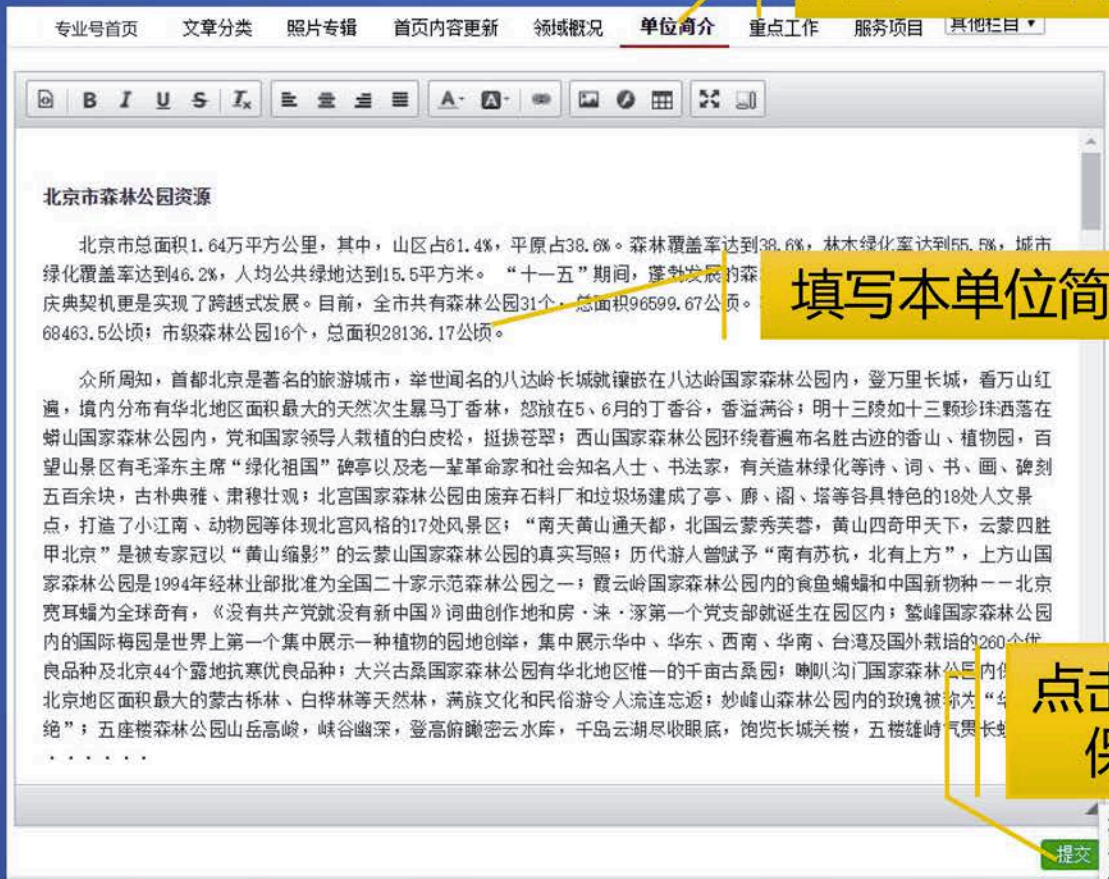 专业号首页 文章分类 照片专辑 首页内容更新 领域概况 单位简介 重点工作 服务项目 其他栏目
B I U S Tx A A
北京市森林公园资源
北京市总面积1.64万平方公里，其中，山区占61.4%，平原占38.6%。森林覆盖率达到38.6%，林木绿化率达到55.5%，城市
绿化覆盖率达到46.2%，人均公共绿地达到15.5平方米。 “十一五”期间，蓬勃发展的森
庆典契机更是实现了跨越式发展。目前，全市共有森林公园31个，总面积96599.67公顷。
68463.5公顷；市级森林公园16个，总面积28136.17公顷。
填写本单位简
众所周知，首都北京是著名的旅游城市，举世闻名的八达岭长城就镶嵌在八达岭国家森林公园内，登万里长城，看万山红
遍，境内分布有华北地区面积最大的天然次生暴马丁香林，怒放在5、6月的丁香谷，香溢满谷；明十三陵如十三颗珍珠洒落在
蟒山国家森林公园内，党和国家领导人栽植的白皮松，挺拔苍翠；西山国家森林公园环绕着遍布名胜古迹的香山、植物园，百
望山景区有毛泽东主席“绿化祖国”碑亭以及老一辈革命家和社会知名人士、书法家，有关造林绿化等诗、词、书、画、碑刻
五百余块，古朴典雅、肃穆壮观；北宫国家森林公园由废弃石料厂和垃圾场建成了亭、廊、阁、塔等各具特色的18处人文景
点，打造了小江南、动物园等体现北宫风格的17处风景区；“南天黄山通天都，北国云蒙秀芙蓉，黄山四奇甲天下，云蒙四胜
甲北京”是被专家冠以“黄山缩影”的云蒙山国家森林公园的真实写照；历代游人曾赋予“南有苏杭，北有上方”，上方山国
家森林公园是1994年经林业部批准为全国二十家示范森林公园之一；霞云岭国家森林公园内的食鱼蝙蝠和中国新物种——北京
宽耳蝠为全球奇有，《没有共产党就没有新中国》词曲创作地和房·涞·涿第一个党支部就诞生在园区内；鹫峰国家森林公园
内的国际梅园是世界上第一个集中展示一种植物的园地创举，集中展示华中、华东、西南、华南、台湾及国外栽培的260个优
良品种及北京44个露地抗寒优良品种；大兴古桑国家森林公园有华北地区惟一的千亩古桑园；喇叭沟门国家森林公园内
北京地区面积最大的蒙古栎林、白桦林等天然林，满族文化和民俗游令人流连忘返；妙峰山森林公园内的玫瑰被称为“华
绝”；五座楼森林公园山岳高峻，峡谷幽深，登高俯瞰密云水库，千岛云湖尽收眼底，饱览长城关楼，五楼雄峙气贯长
······
点击
保
提交